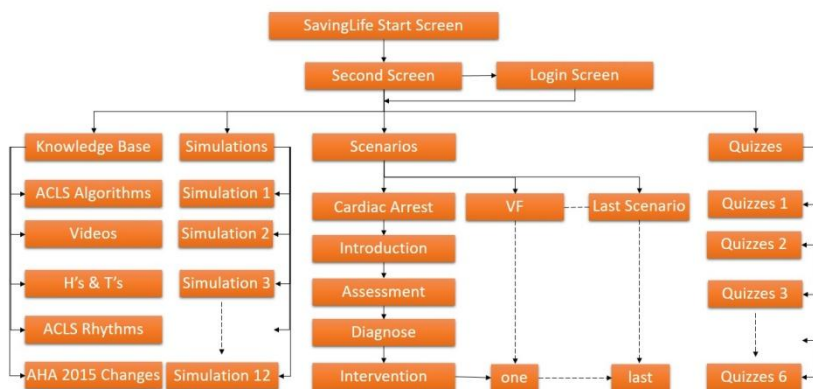 SavingLife Start Screen
Second Screen
Login Screen
Knowledge Base
Simulations
Scenarios
Quizzes
ACLS Algorithms
Simulation 1
Cardiac Arrest
VF
Last Scenario
Quizzes 1
Videos
Simulation 2
Introduction
Quizzes 2
H's & T's
Simulation 3
Assessment
Quizzes 3
ACLS Rhythms
Diagnose
AHA 2015 Changes
Simulation 12
Intervention
one
last
Quizzes 6